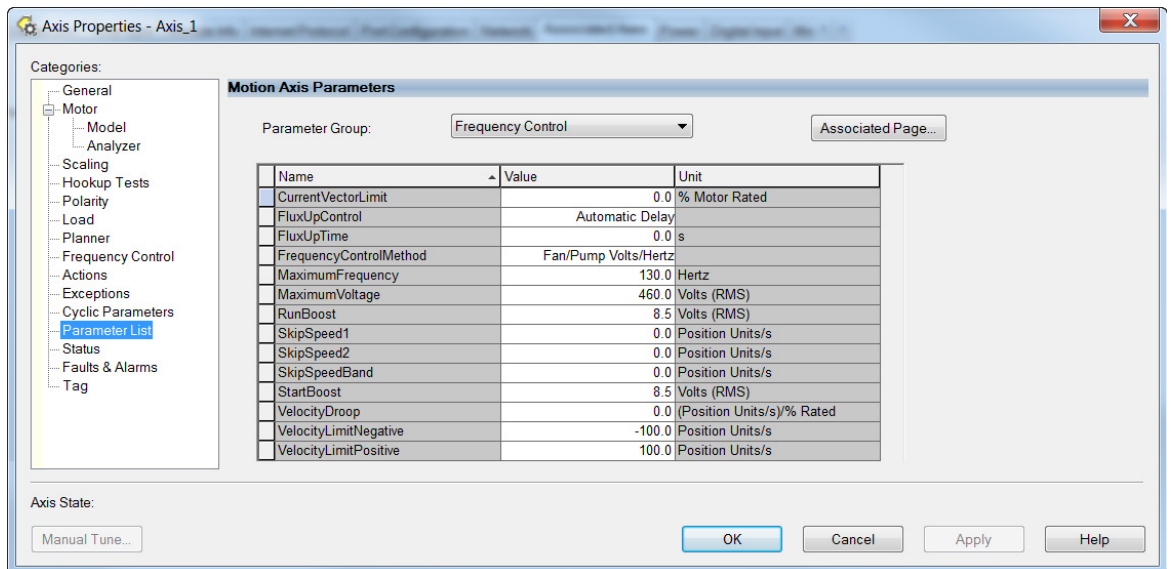 Axis Properties - Axis_1
Categories:
General
Motor
Model
Analyzer
Scaling
Hookup Tests
Polarity
Load
Planner
Frequency Control
Actions
Exceptions
Cyclic Parameters
Parameter List
Status
Faults & Alarms
Tag
Motion Axis Parameters
Parameter Group: Frequency Control Associated Page...
Name Value Unit
CurrentVectorLimit 0.0 % Motor Rated
FluxUpControl Automatic Delay
FluxUpTime 0.0 s
FrequencyControlMethod Fan/Pump Volts/Hertz
MaximumFrequency 130.0 Hertz
MaximumVoltage 460.0 Volts (RMS)
RunBoost 8.5 Volts (RMS)
SkipSpeed1 0.0 Position Units/s
SkipSpeed2 0.0 Position Units/s
SkipSpeedBand 0.0 Position Units/s
StartBoost 8.5 Volts (RMS)
VelocityDroop 0.0 (Position Units/s)/% Rated
VelocityLimitNegative -100.0 Position Units/s
VelocityLimitPositive 100.0 Position Units/s
Axis State:
Manual Tune... OK Cancel Apply Help